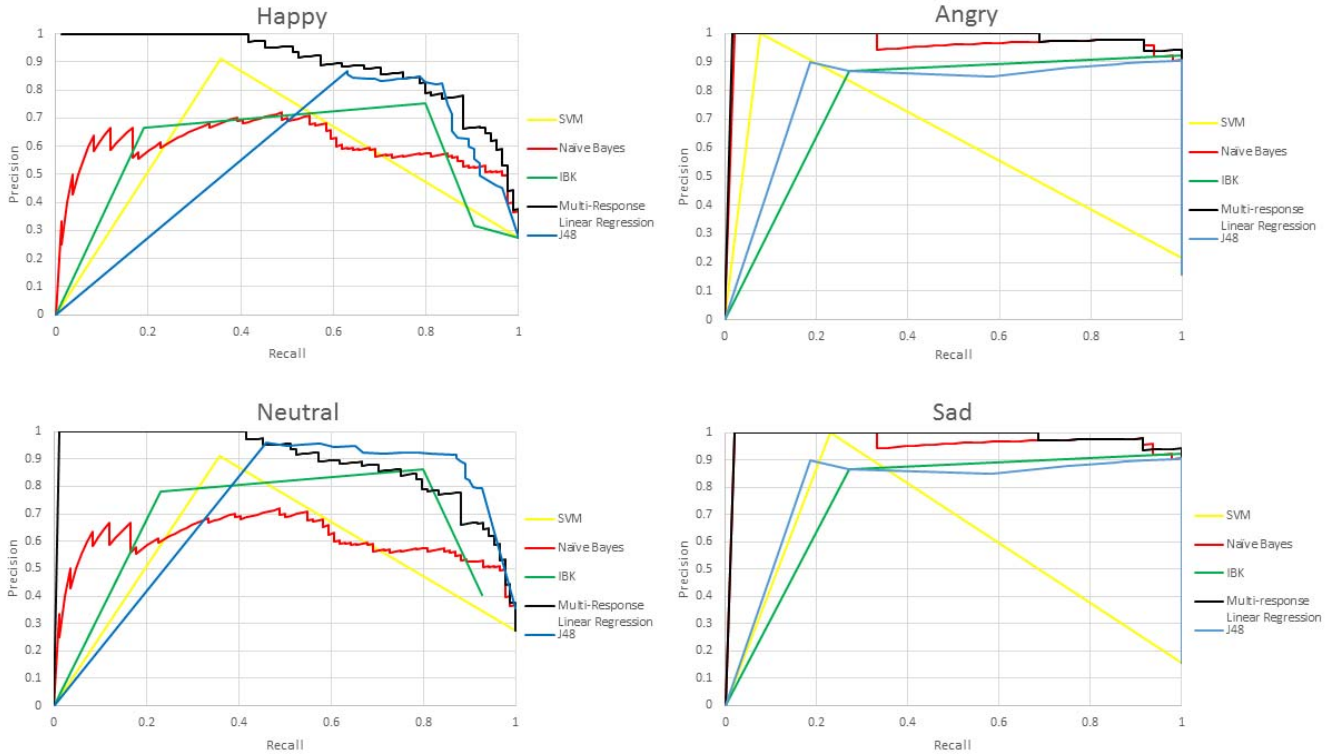 Happy
1
0.9
0.8
0.7
0.6
0.5
0.4
0.3
0.2
0.1
0
Precision
0 0.2 0.4 0.6 0.8 1
Recall
SVM
Naïve Bayes
IBK
Multi-Response
Linear Regression
J48
Angry
1
0.9
0.8
0.7
0.6
0.5
0.4
0.3
0.2
0.1
0
Precision
0 0.2 0.4 0.6 0.8 1
Recall
SVM
Naïve Bayes
IBK
Multi-response
Linear Regression
J48
Neutral
1
0.9
0.8
0.7
0.6
0.5
0.4
0.3
0.2
0.1
0
Precision
0 0.2 0.4 0.6 0.8 1
Recall
SVM
Naïve Bayes
IBK
Multi-Response
Linear Regression
J48
Sad
1
0.9
0.8
0.7
0.6
0.5
0.4
0.3
0.2
0.1
0
Precision
0 0.2 0.4 0.6 0.8 1
Recall
SVM
Naïve Bayes
IBK
Multi-response
Linear Regression
J48